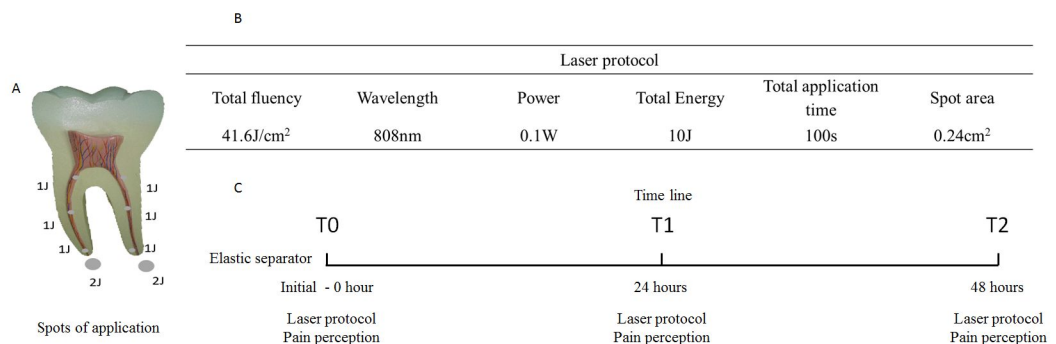 B
Laser protocol
Total fluency Wavelength Power Total Energy Total application time Spot area
41.6J/cm² 808nm 0.1W 10J 100s 0.24cm²
A
1J 1J
1J
1J
1J 1J
2J 2J
Spots of application
C
Time line
T0 T1 T2
Elastic separator
Initial - 0 hour 24 hours 48 hours
Laser protocol Laser protocol Laser protocol
Pain perception Pain perception Pain perception